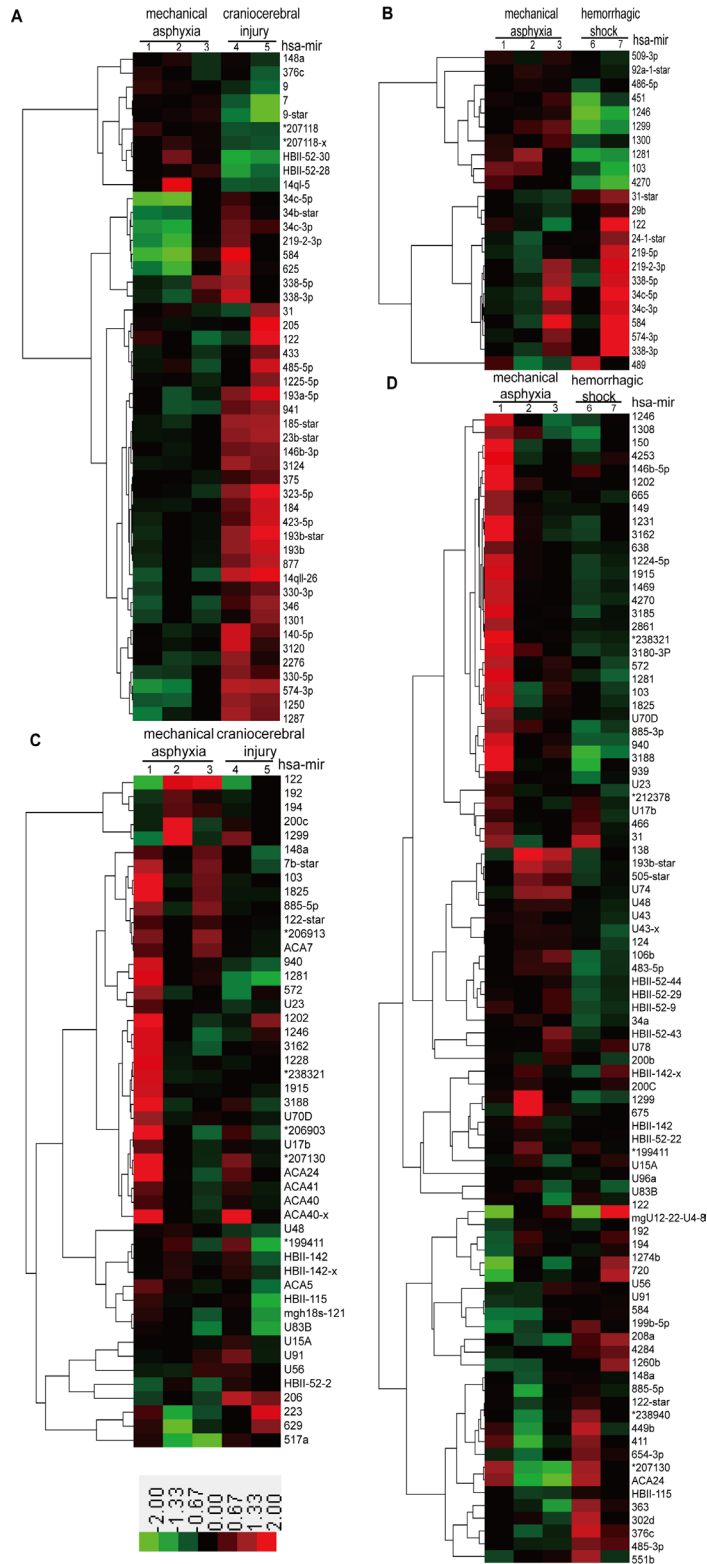 A
mechanical asphyxia
craniocerebral injury
1 2 3 4 5
hsa-mir
148a
376c
9
7
9-star
*207118
*207118-x
HBII-52-30
HBII-52-28
14qI-5
34c-5p
34b-star
34c-3p
219-2-3p
584
625
338-5p
338-3p
31
205
122
433
485-5p
1225-5p
193a-5p
941
185-star
23b-star
146b-3p
3124
375
323-5p
184
423-5p
193b-star
193b
877
14qII-26
330-3p
346
1301
140-5p
3120
2276
330-5p
574-3p
1250
1287
B
mechanical asphyxia
hemorrhagic shock
1 2 3 6 7
hsa-mir
509-3p
92a-1-star
486-5p
451
1246
1299
1300
1281
103
4270
31-star
29b
122
24-1-star
219-5p
219-2-3p
338-5p
34c-5p
34c-3p
584
574-3p
338-3p
489
C
mechanical asphyxia
craniocerebral injury
1 2 3 4 5
hsa-mir
122
192
194
200c
1299
148a
7b-star
103
1825
885-5p
122-star
*206913
ACA7
940
1281
572
U23
1202
1246
3162
1228
*238321
1915
3188
U70D
*206903
U17b
*207130
ACA24
ACA41
ACA40
ACA40-x
U48
*199411
HBII-142
HBII-142-x
ACA5
HBII-115
mgh18s-121
U83B
U15A
U91
U56
HBII-52-2
206
223
629
517a
-2.00
-1.33
-0.67
0.00
0.67
1.33
2.00
D
mechanical asphyxia
hemorrhagic shock
1 2 3 6 7
hsa-mir
1246
1308
150
4253
146b-5p
1202
665
149
1231
3162
638
1224-5p
1915
1469
4270
3185
2861
*238321
3180-3P
572
1281
103
1825
U70D
885-3p
940
3188
939
U23
*212378
U17b
466
31
138
193b-star
505-star
U74
U48
U43
U43-x
124
106b
483-5p
HBII-52-44
HBII-52-29
HBII-52-9
34a
HBII-52-43
U78
200b
HBII-142-x
200C
1299
675
HBII-142
HBII-52-22
*199411
U15A
U96a
U83B
122
mgU12-22-U4-8
192
194
1274b
720
U56
U91
584
199b-5p
208a
4284
1260b
148a
885-5p
122-star
*238940
449b
411
654-3p
*207130
ACA24
HBII-115
363
302d
376c
485-3p
551b